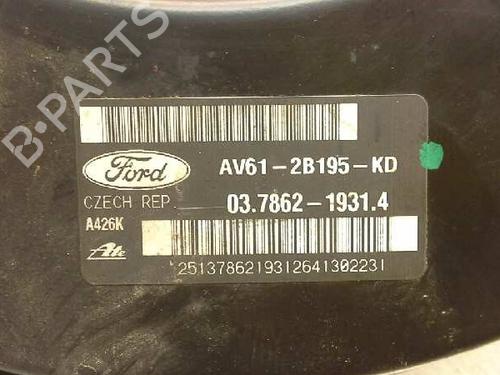 B-PARTS
Ford
AV61-2B195-KD
CZECH REP.
03.7862-1931.4
A426K
Ate
2513786219312641302231